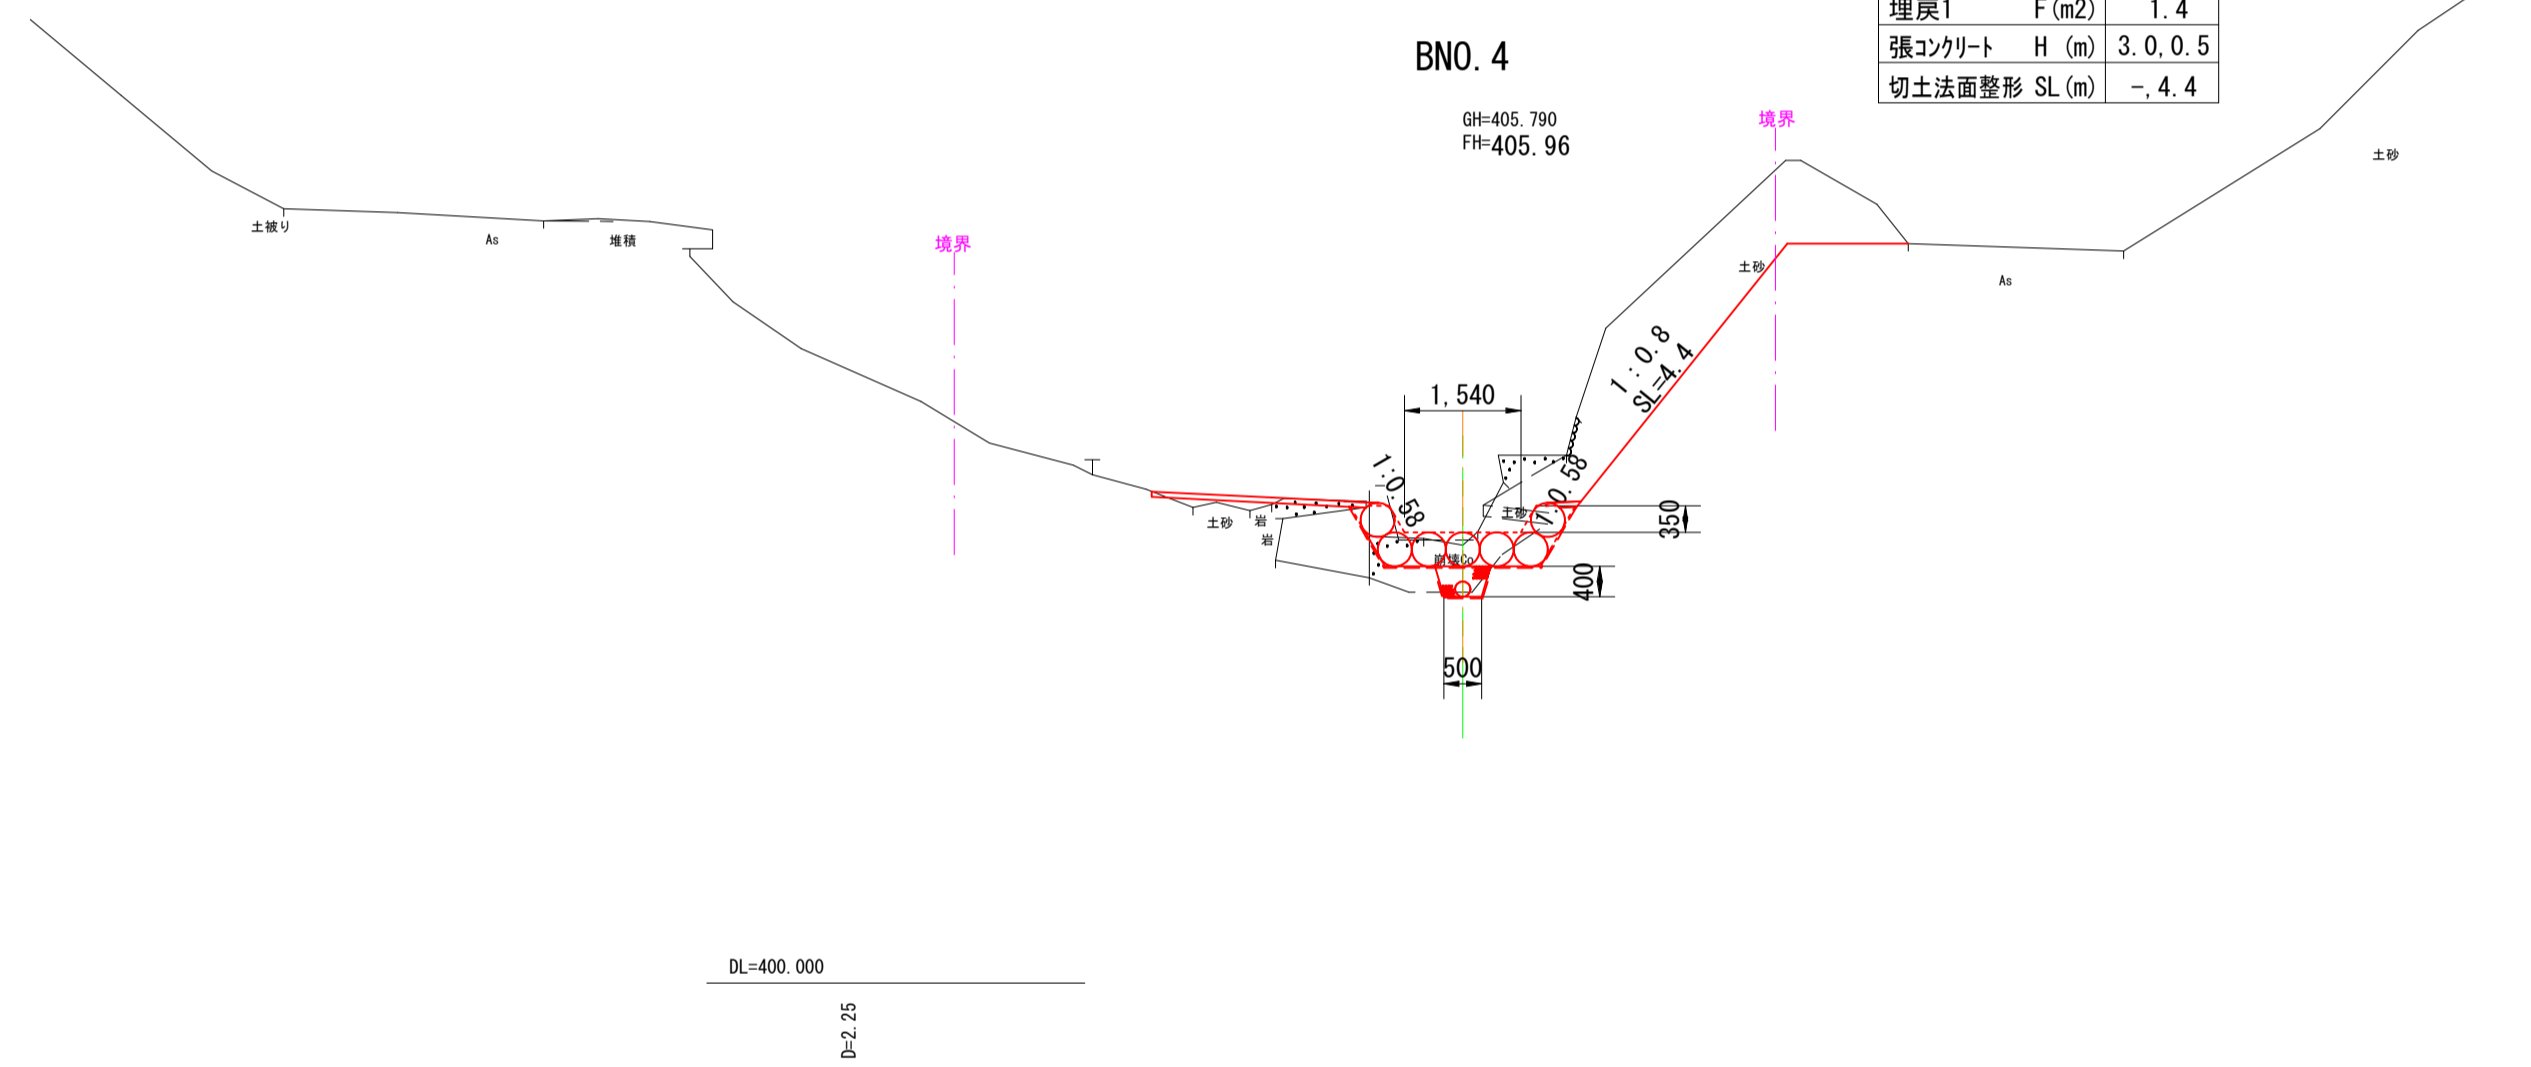 埋戻1 F(m2) 1.4
張コンクリート H (m) 3.0,0.5
切土法面整形 SL(m) -,4.4
BNO.4
GH=405.790
FH=405.96
境界
土砂
土被り
As
堆積
境界
土砂
As
1:0.8
SL=4.4
1,540
1:0.58
1:0.58
土砂
350
土砂
岩
岩
崩壊Co
400
500
DL=400.000
D=2.25